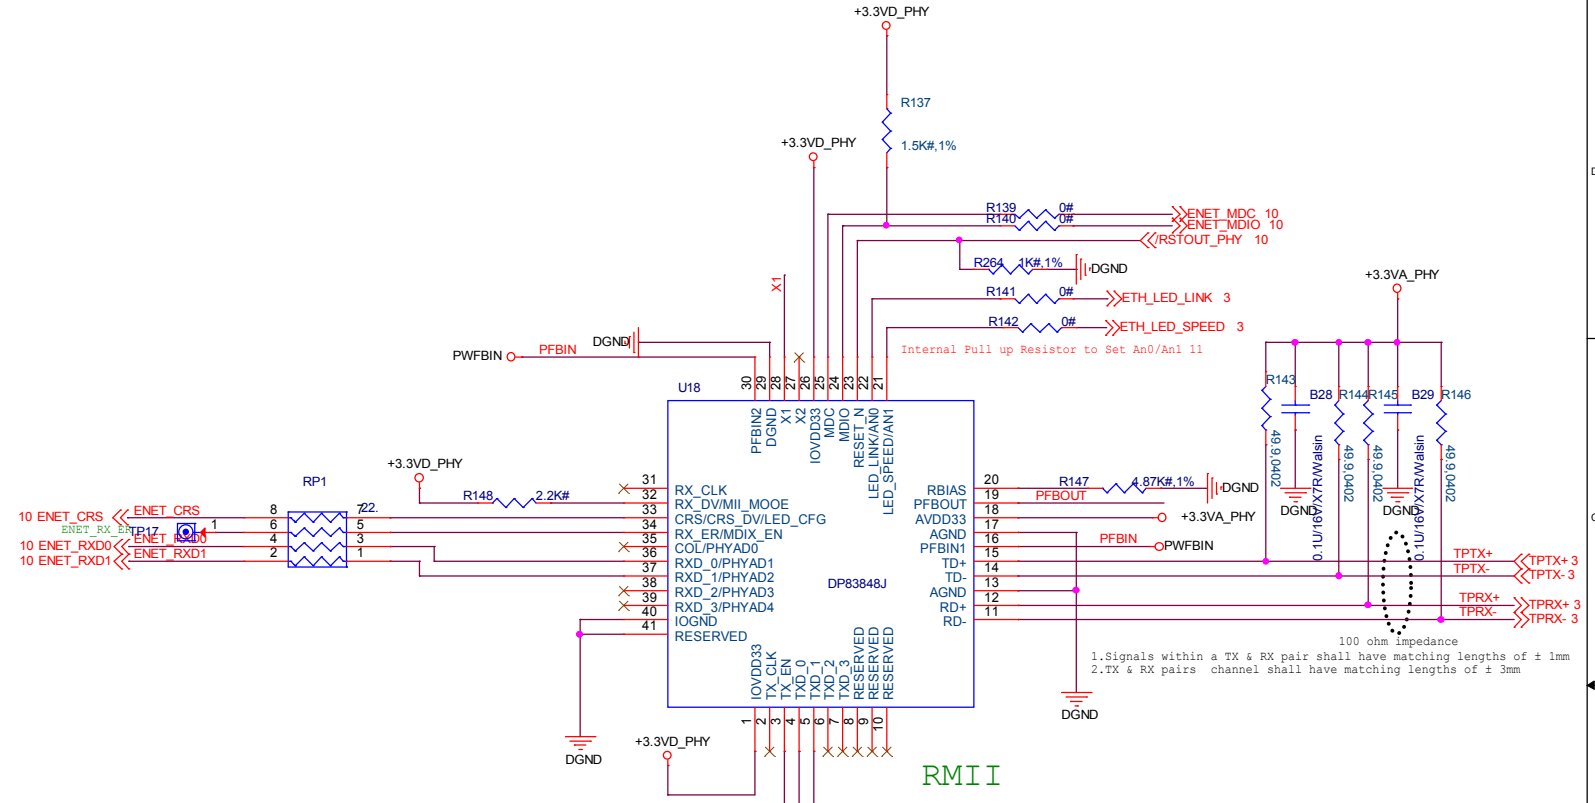 +3.3VD_PHY
R137
1.5K#,1%
+3.3VD_PHY
R139 0# ENET_MDC 10
R140 0# ENET_MDIO 10
/RSTOUT_PHY 10
R264 1K#,1% DGND
X1
R141 0# ETH_LED_LINK 3
R142 0# ETH_LED_SPEED 3
Internal Pull up Resistor to Set An0/An1 11
+3.3VA_PHY
DGND
PWFBIN PFBIN
30 29 28 27 26 25 24 23 22 21
U18
PFBIN2 DGND X1 X2 IOVDD33 MDC MDIO RESET_N LED_LINK/AN0 LED_SPEED/AN1
R143 B28 R144 R145 B29 R146
49.9,0402 0.1U/16V/X7R/Walsin 49.9,0402 49.9,0402 0.1U/16V/X7R/Walsin 49.9,0402
DGND DGND
+3.3VD_PHY
R148 2.2K#
RP1
22.
10 ENET_CRS ENET_CRS 8 7
ENET_RX_ER TP17 1 6 5
10 ENET_RXD0 ENET_RXD0 4 3
10 ENET_RXD1 ENET_RXD1 2 1
31 RX_CLK
32 RX_DV/MII_MOOE
33 CRS/CRS_DV/LED_CFG
34 RX_ER/MDIX_EN
35 COL/PHYAD0
36 RXD_0/PHYAD1
37 RXD_1/PHYAD2
38 RXD_2/PHYAD3
39 RXD_3/PHYAD4
40 IOGND
41 RESERVED
DP83848J
RBIAS 20 R147 4.87K#,1% DGND
PFBOUT 19 PFBOUT
AVDD33 18 +3.3VA_PHY
AGND 17
PFBIN1 16 PFBIN PWFBIN
TD+ 15 TPTX+ TPTX+ 3
TD- 14 TPTX- TPTX- 3
AGND 13
RD+ 12 TPRX+ TPRX+ 3
RD- 11 TPRX- TPRX- 3
100 ohm impedance
1.Signals within a TX & RX pair shall have matching lengths of ± 1mm
2.TX & RX pairs channel shall have matching lengths of ± 3mm
IOVDD33 TX_CLK TX_EN TXD_0 TXD_1 TXD_2 TXD_3 RESERVED RESERVED RESERVED
1 2 3 4 5 6 7 8 9 10
DGND
DGND
+3.3VD_PHY
RMII